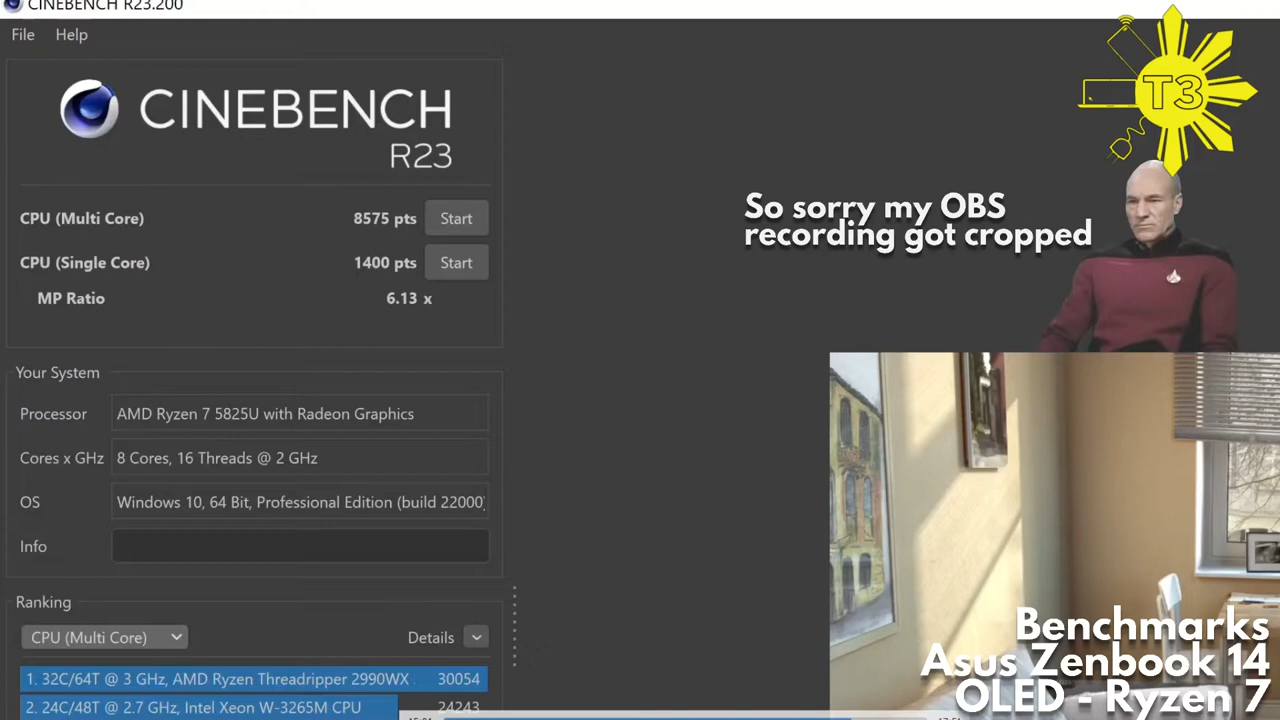 CINEBENCH R23.200
File Help
CINEBENCH
R23
CPU (Multi Core) 8575 pts Start
CPU (Single Core) 1400 pts Start
MP Ratio 6.13 x
Your System
Processor AMD Ryzen 7 5825U with Radeon Graphics
Cores x GHz 8 Cores, 16 Threads @ 2 GHz
OS Windows 10, 64 Bit, Professional Edition (build 22000)
Info
Ranking
CPU (Multi Core) Details
1. 32C/64T @ 3 GHz, AMD Ryzen Threadripper 2990WX 30054
2. 24C/48T @ 2.7 GHz, Intel Xeon W-3265M CPU 24243
T3
So sorry my OBS
recording got cropped
Benchmarks
Asus Zenbook 14
OLED - Ryzen 7